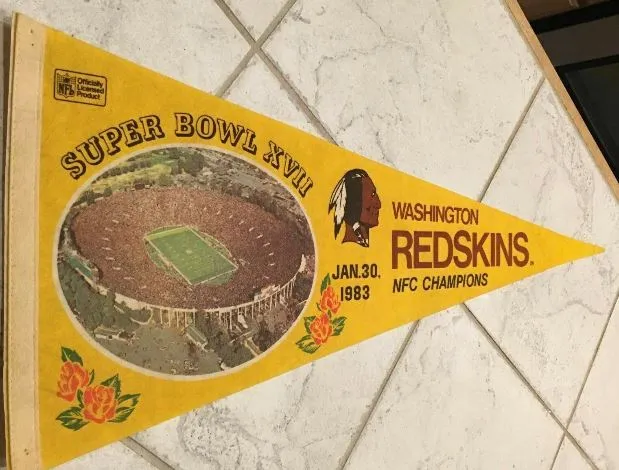 NFL
Officially
Licensed
Product
SUPER BOWL XVII
JAN.30,
1983
WASHINGTON
REDSKINS.
NFC CHAMPIONS